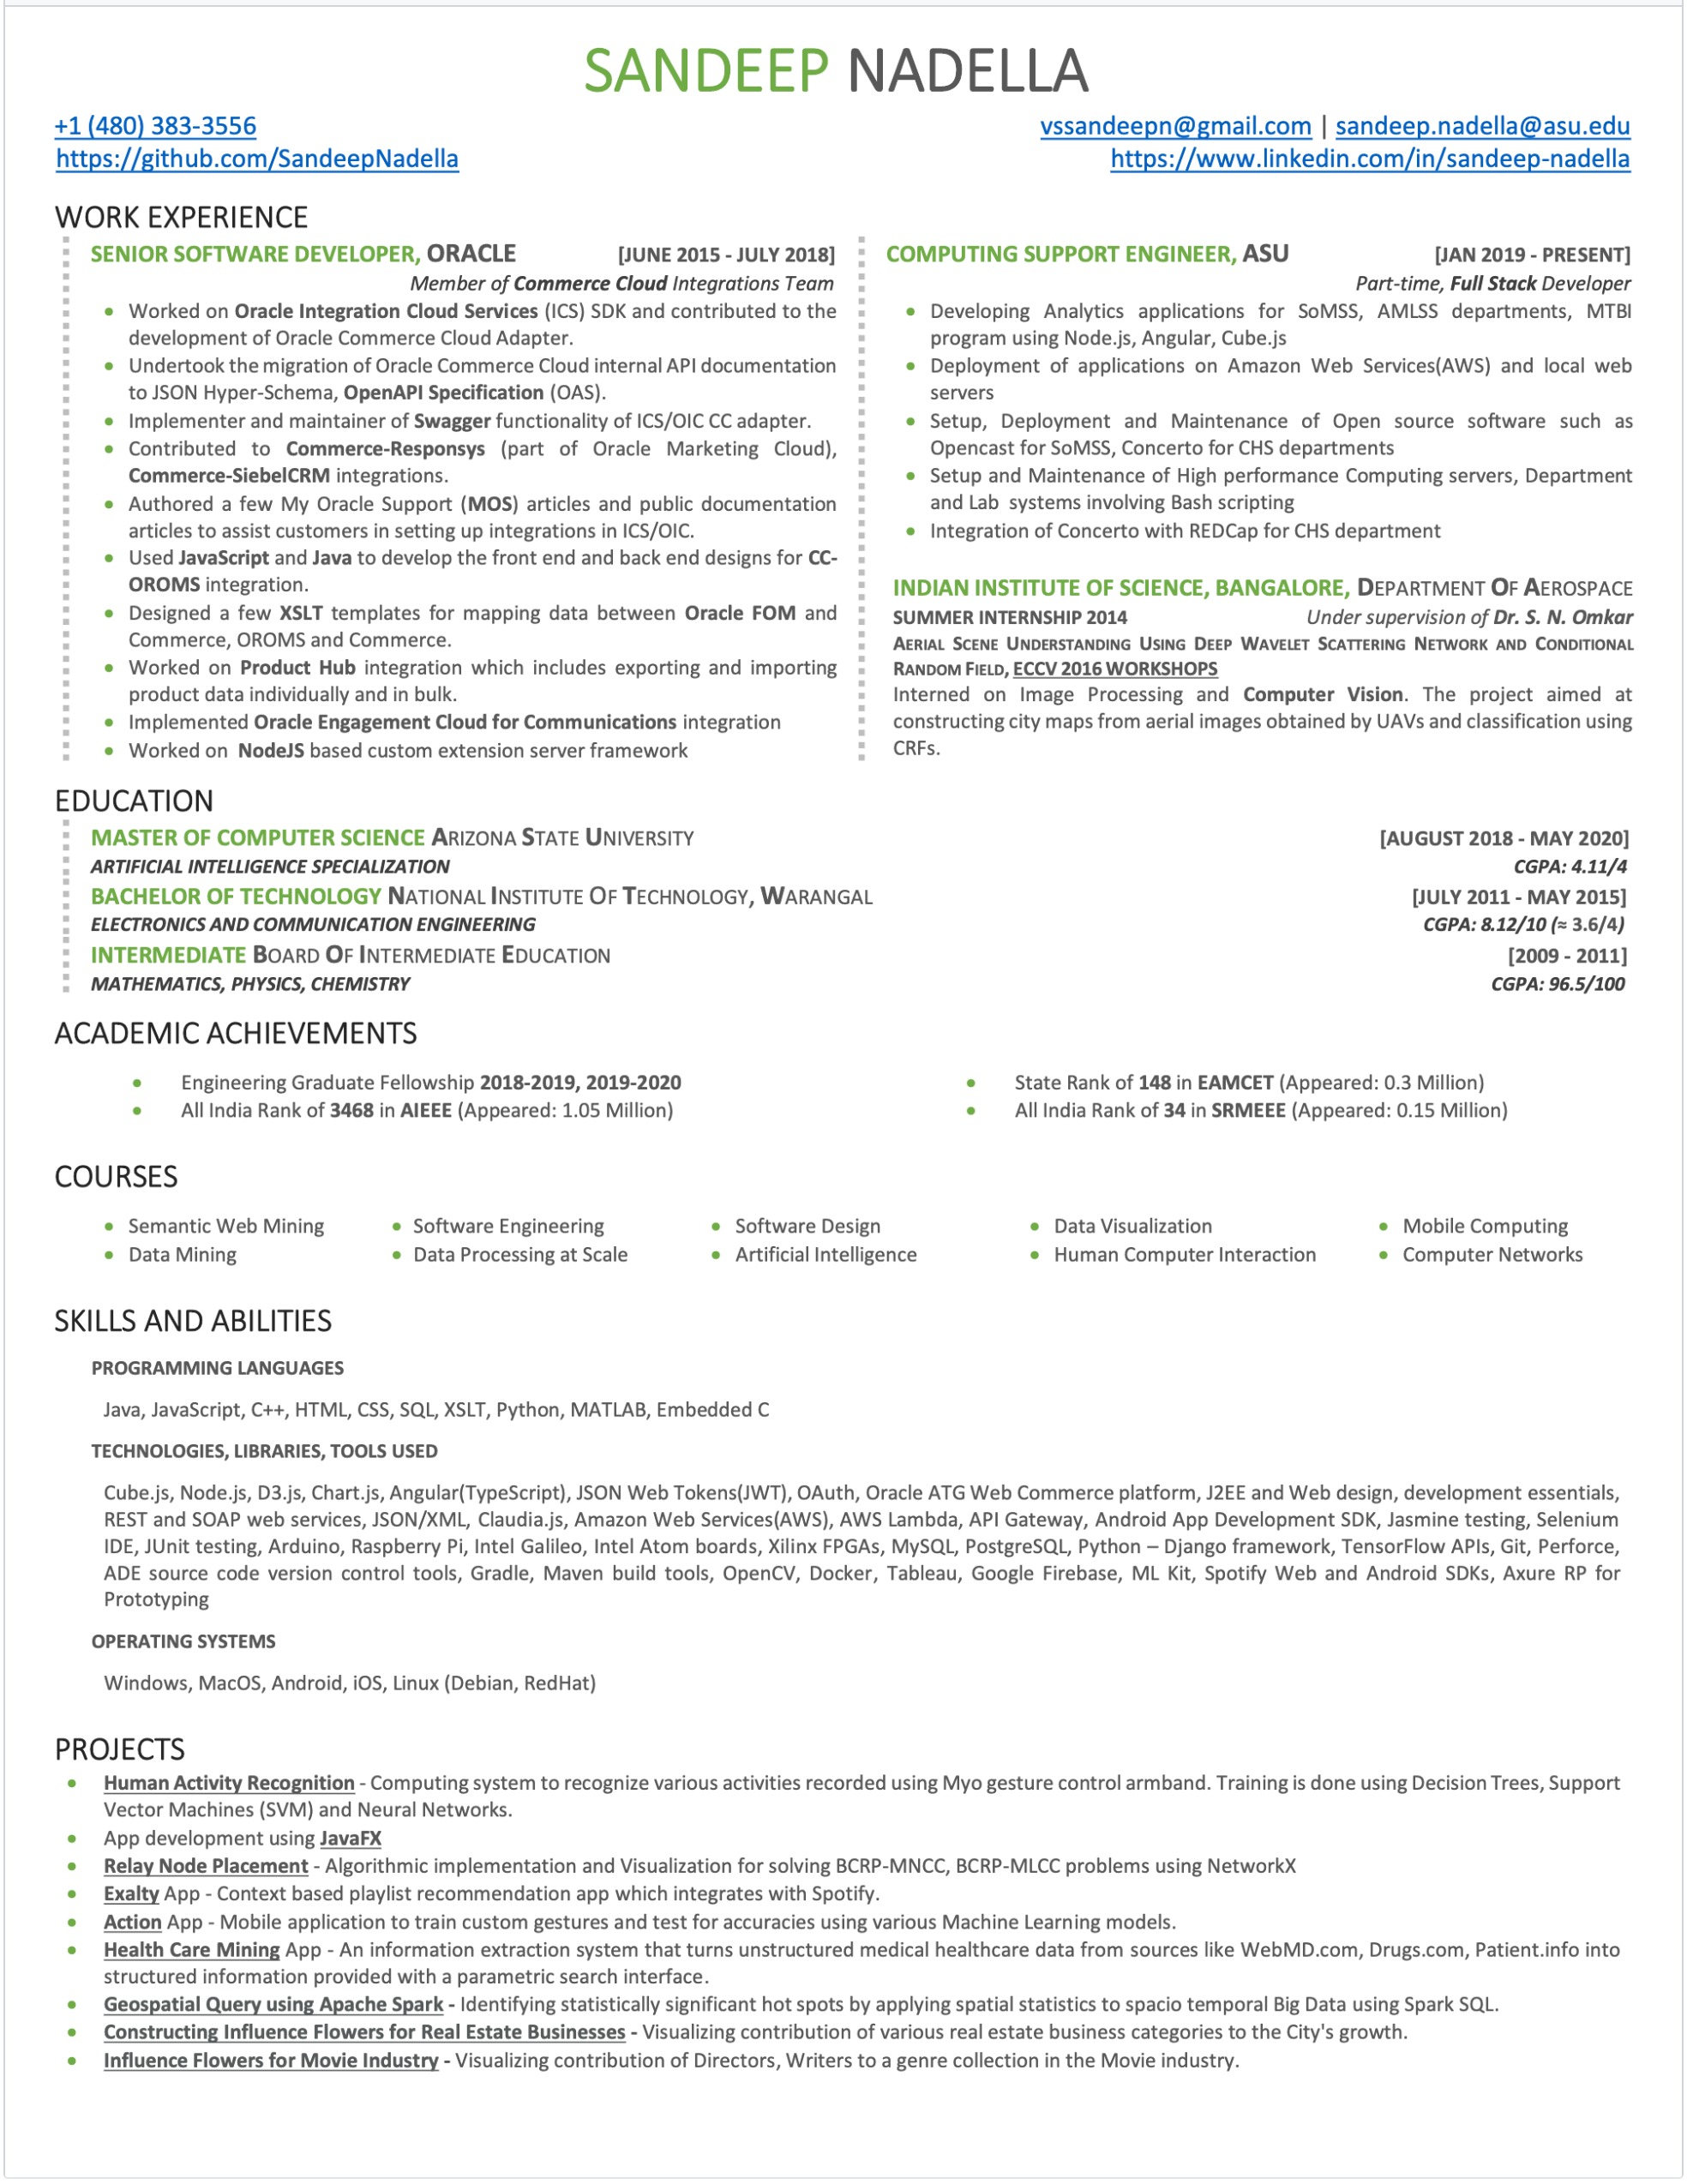 SANDEEP NADELLA
+1 (480) 383-3556
https://github.com/SandeepNadella
vssandeepn@gmail.com | sandeep.nadella@asu.edu
https://www.linkedin.com/in/sandeep-nadella
WORK EXPERIENCE
SENIOR SOFTWARE DEVELOPER, ORACLE [JUNE 2015 - JULY 2018]
Member of Commerce Cloud Integrations Team
• Worked on Oracle Integration Cloud Services (ICS) SDK and contributed to the
development of Oracle Commerce Cloud Adapter.
• Undertook the migration of Oracle Commerce Cloud internal API documentation
to JSON Hyper-Schema, OpenAPI Specification (OAS).
• Implementer and maintainer of Swagger functionality of ICS/OIC CC adapter.
• Contributed to Commerce-Responsys (part of Oracle Marketing Cloud),
Commerce-SiebelCRM integrations.
• Authored a few My Oracle Support (MOS) articles and public documentation
articles to assist customers in setting up integrations in ICS/OIC.
• Used JavaScript and Java to develop the front end and back end designs for CC-
OROMS integration.
• Designed a few XSLT templates for mapping data between Oracle FOM and
Commerce, OROMS and Commerce.
• Worked on Product Hub integration which includes exporting and importing
product data individually and in bulk.
• Implemented Oracle Engagement Cloud for Communications integration
• Worked on NodeJS based custom extension server framework
COMPUTING SUPPORT ENGINEER, ASU [JAN 2019 - PRESENT]
Part-time, Full Stack Developer
• Developing Analytics applications for SoMSS, AMLSS departments, MTBI
program using Node.js, Angular, Cube.js
• Deployment of applications on Amazon Web Services(AWS) and local web
servers
• Setup, Deployment and Maintenance of Open source software such as
Opencast for SoMSS, Concerto for CHS departments
• Setup and Maintenance of High performance Computing servers, Department
and Lab systems involving Bash scripting
• Integration of Concerto with REDCap for CHS department
INDIAN INSTITUTE OF SCIENCE, BANGALORE, DEPARTMENT OF AEROSPACE
SUMMER INTERNSHIP 2014 Under supervision of Dr. S. N. Omkar
AERIAL SCENE UNDERSTANDING USING DEEP WAVELET SCATTERING NETWORK AND CONDITIONAL
RANDOM FIELD, ECCV 2016 WORKSHOPS
Interned on Image Processing and Computer Vision. The project aimed at
constructing city maps from aerial images obtained by UAVs and classification using
CRFs.
EDUCATION
MASTER OF COMPUTER SCIENCE ARIZONA STATE UNIVERSITY [AUGUST 2018 - MAY 2020]
ARTIFICIAL INTELLIGENCE SPECIALIZATION CGPA: 4.11/4
BACHELOR OF TECHNOLOGY NATIONAL INSTITUTE OF TECHNOLOGY, WARANGAL [JULY 2011 - MAY 2015]
ELECTRONICS AND COMMUNICATION ENGINEERING CGPA: 8.12/10 (≈ 3.6/4)
INTERMEDIATE BOARD OF INTERMEDIATE EDUCATION [2009 - 2011]
MATHEMATICS, PHYSICS, CHEMISTRY CGPA: 96.5/100
ACADEMIC ACHIEVEMENTS
• Engineering Graduate Fellowship 2018-2019, 2019-2020
• All India Rank of 3468 in AIEEE (Appeared: 1.05 Million)
• State Rank of 148 in EAMCET (Appeared: 0.3 Million)
• All India Rank of 34 in SRMEEE (Appeared: 0.15 Million)
COURSES
• Semantic Web Mining • Software Engineering • Software Design • Data Visualization • Mobile Computing
• Data Mining • Data Processing at Scale • Artificial Intelligence • Human Computer Interaction • Computer Networks
SKILLS AND ABILITIES
PROGRAMMING LANGUAGES
Java, JavaScript, C++, HTML, CSS, SQL, XSLT, Python, MATLAB, Embedded C
TECHNOLOGIES, LIBRARIES, TOOLS USED
Cube.js, Node.js, D3.js, Chart.js, Angular(TypeScript), JSON Web Tokens(JWT), OAuth, Oracle ATG Web Commerce platform, J2EE and Web design, development essentials,
REST and SOAP web services, JSON/XML, Claudia.js, Amazon Web Services(AWS), AWS Lambda, API Gateway, Android App Development SDK, Jasmine testing, Selenium
IDE, JUnit testing, Arduino, Raspberry Pi, Intel Galileo, Intel Atom boards, Xilinx FPGAs, MySQL, PostgreSQL, Python – Django framework, TensorFlow APIs, Git, Perforce,
ADE source code version control tools, Gradle, Maven build tools, OpenCV, Docker, Tableau, Google Firebase, ML Kit, Spotify Web and Android SDKs, Axure RP for
Prototyping
OPERATING SYSTEMS
Windows, MacOS, Android, iOS, Linux (Debian, RedHat)
PROJECTS
• Human Activity Recognition - Computing system to recognize various activities recorded using Myo gesture control armband. Training is done using Decision Trees, Support
Vector Machines (SVM) and Neural Networks.
• App development using JavaFX
• Relay Node Placement - Algorithmic implementation and Visualization for solving BCRP-MNCC, BCRP-MLCC problems using NetworkX
• Exalty App - Context based playlist recommendation app which integrates with Spotify.
• Action App - Mobile application to train custom gestures and test for accuracies using various Machine Learning models.
• Health Care Mining App - An information extraction system that turns unstructured medical healthcare data from sources like WebMD.com, Drugs.com, Patient.info into
structured information provided with a parametric search interface.
• Geospatial Query using Apache Spark - Identifying statistically significant hot spots by applying spatial statistics to spacio temporal Big Data using Spark SQL.
• Constructing Influence Flowers for Real Estate Businesses - Visualizing contribution of various real estate business categories to the City's growth.
• Influence Flowers for Movie Industry - Visualizing contribution of Directors, Writers to a genre collection in the Movie industry.